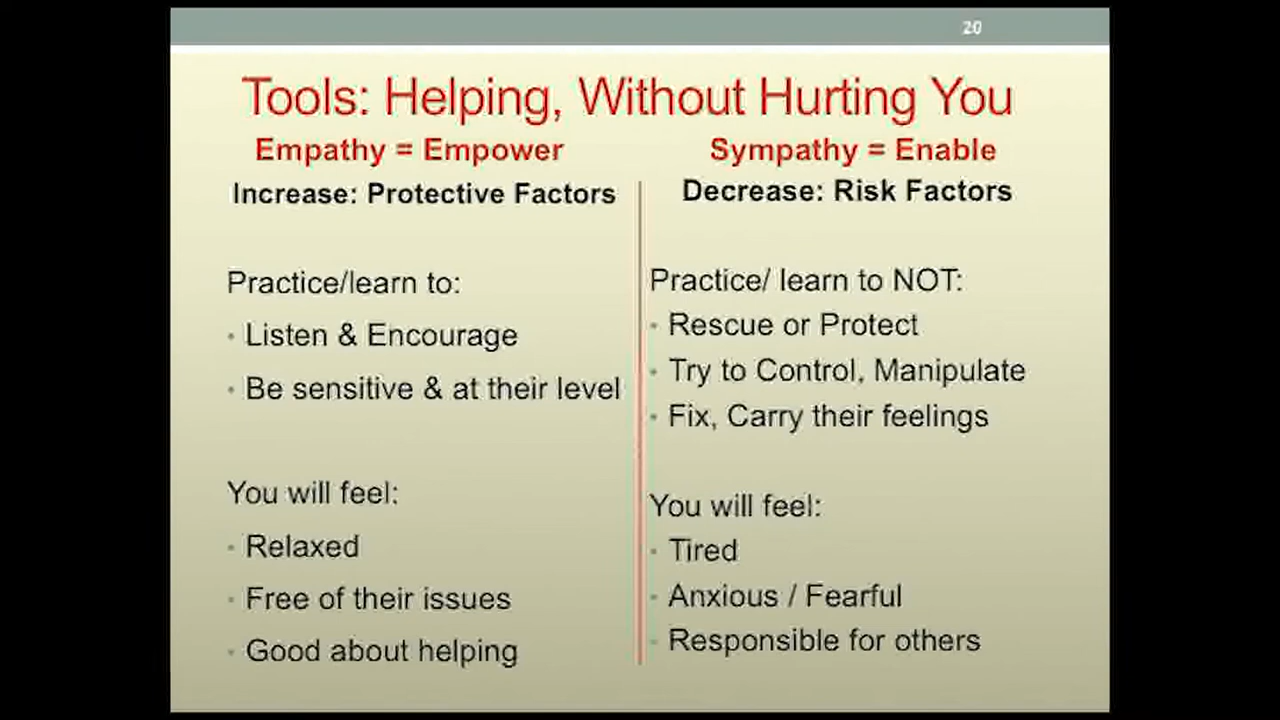 20
Tools: Helping, Without Hurting You
Empathy = Empower
Increase: Protective Factors
Practice/learn to:
· Listen & Encourage
· Be sensitive & at their level
You will feel:
· Relaxed
· Free of their issues
· Good about helping
Sympathy = Enable
Decrease: Risk Factors
Practice/ learn to NOT:
· Rescue or Protect
· Try to Control, Manipulate
· Fix, Carry their feelings
You will feel:
· Tired
· Anxious / Fearful
· Responsible for others